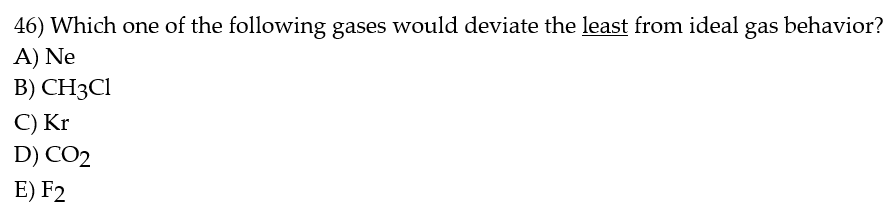 46) Which one of the following gases would deviate the least from ideal gas behavior?
A) Ne
B) CH3Cl
C) Kr
D) CO2
E) F2